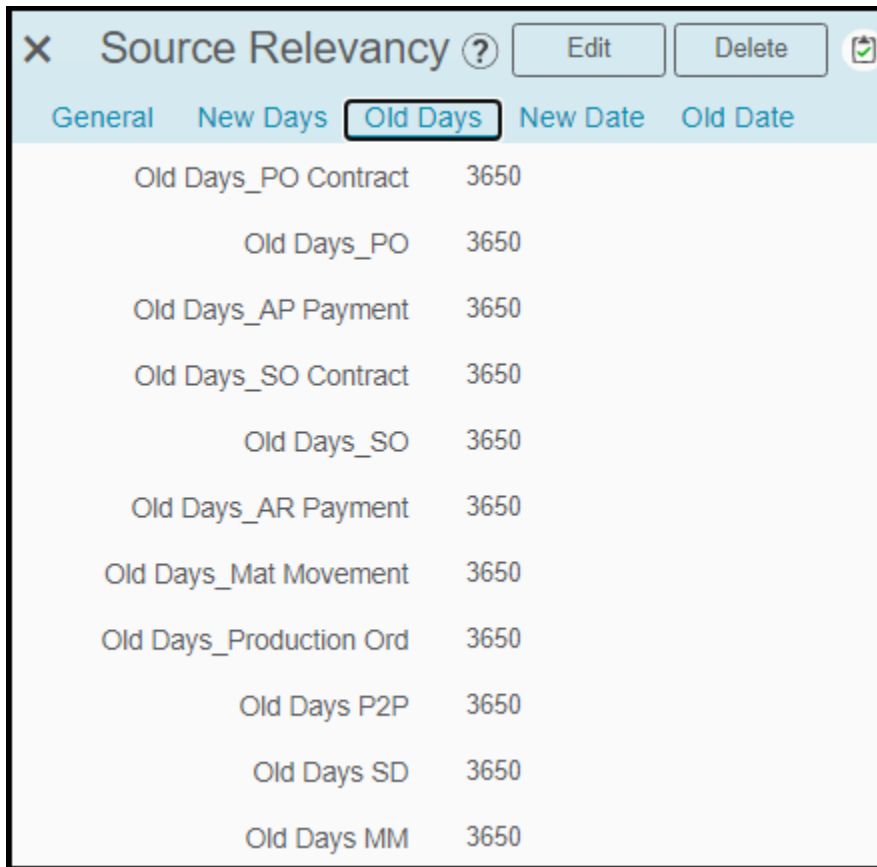 Source Relevancy ? Edit Delete
General New Days Old Days New Date Old Date
Old Days_PO Contract 3650
Old Days_PO 3650
Old Days_AP Payment 3650
Old Days_SO Contract 3650
Old Days_SO 3650
Old Days_AR Payment 3650
Old Days_Mat Movement 3650
Old Days_Production Ord 3650
Old Days P2P 3650
Old Days SD 3650
Old Days MM 3650